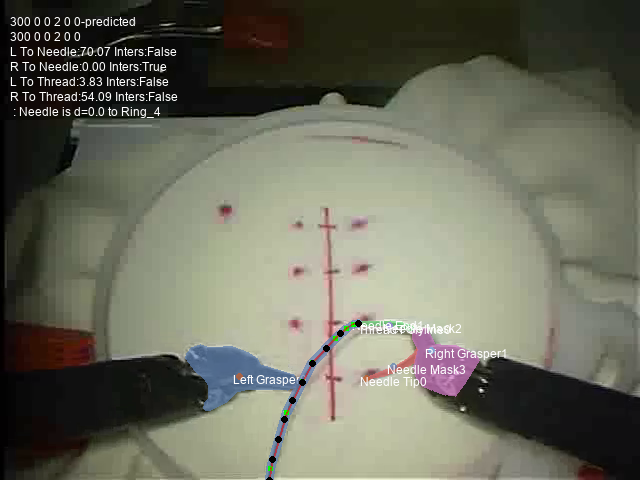 300 0 0 2 0 0-predicted
300 0 0 2 0 0
L To Needle:70.07 Inters:False
R To Needle:0.00 Inters:True
L To Thread:3.83 Inters:False
R To Thread:54.09 Inters:False
: Needle is d=0.0 to Ring_4
Right Grasper1
Needle Mask3
Left Grasper
Needle Tip0